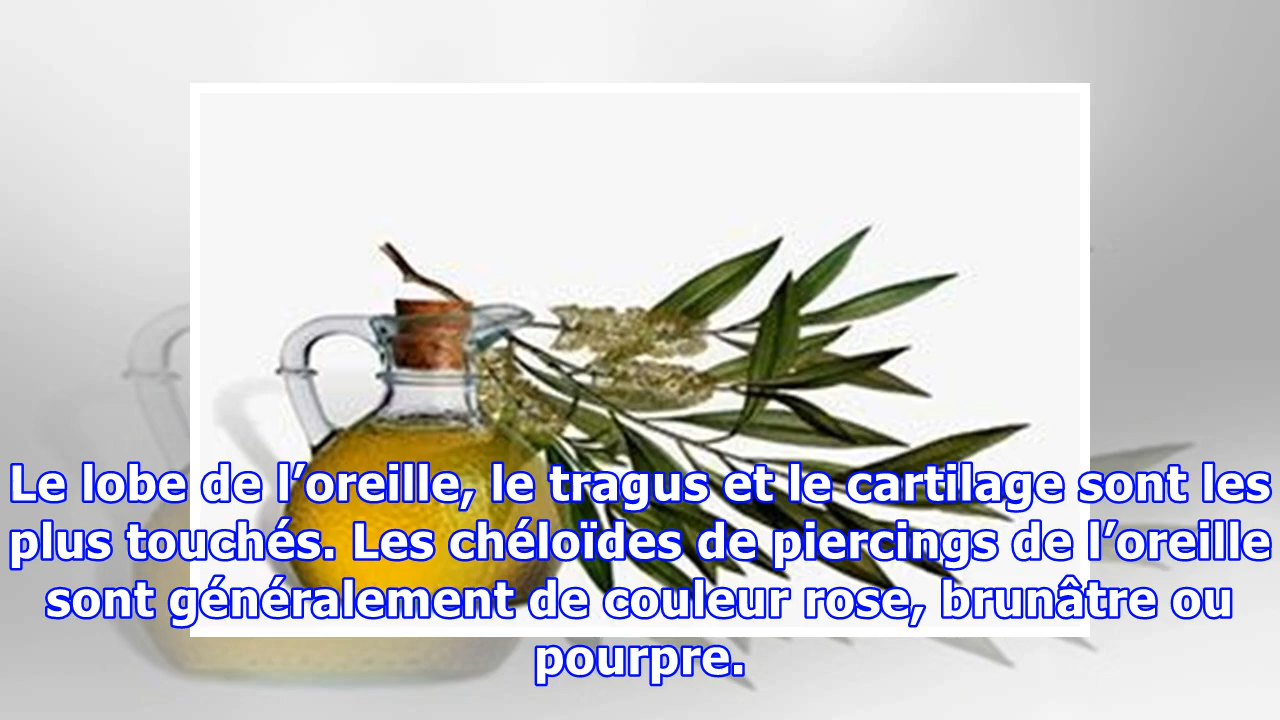 Le lobe de l’oreille, le tragus et le cartilage sont les
plus touchés. Les chéloïdes de piercings de l’oreille
sont généralement de couleur rose, brunâtre ou
pourpre.